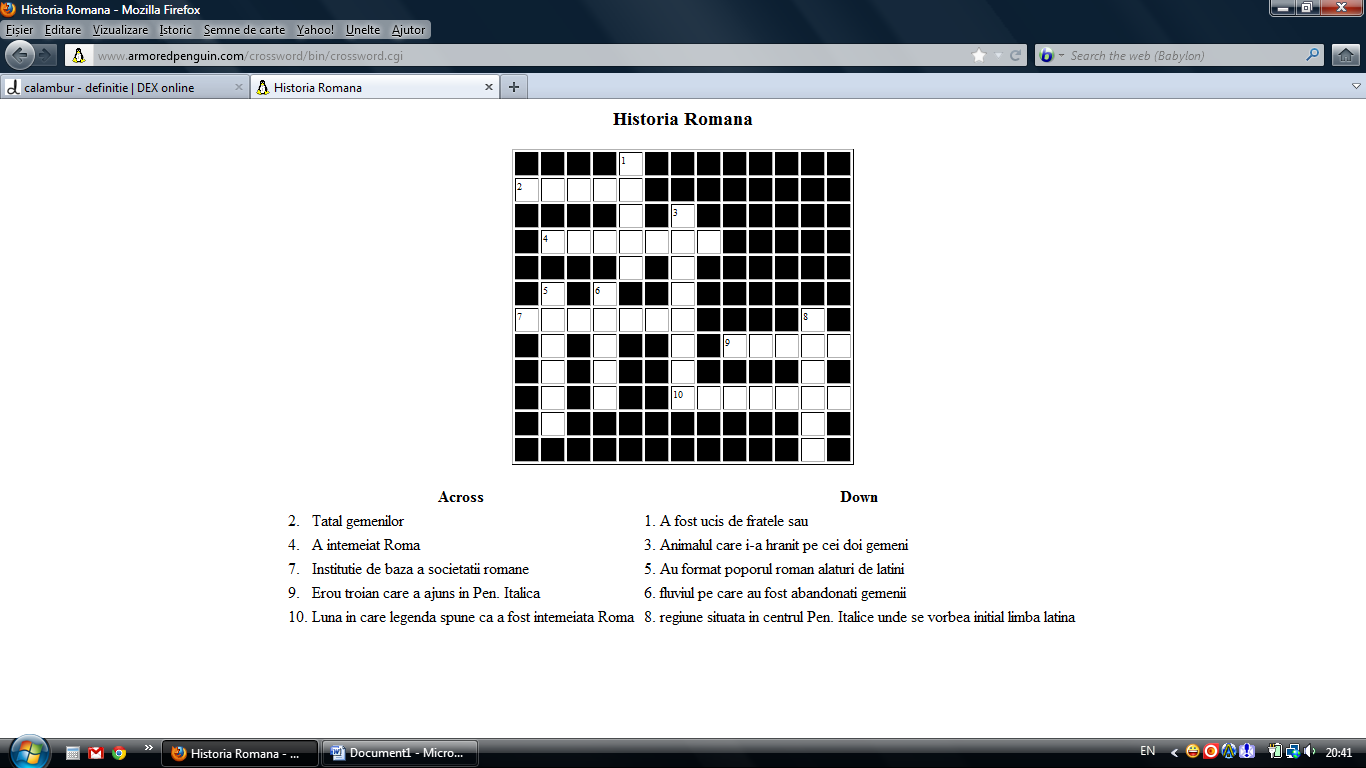 Historia Romana - Mozilla Firefox
Fișier Editare Vizualizare Istoric Semne de carte Yahoo! Unelte Ajutor
www.armoredpenguin.com/crossword/bin/crossword.cgi
Search the web (Babylon)
calambur - definitie | DEX online
Historia Romana
Historia Romana
1
2
3
4
5 6
7 8
9
10
Across
2. Tatal gemenilor
4. A intemeiat Roma
7. Institutie de baza a societatii romane
9. Erou troian care a ajuns in Pen. Italica
10. Luna in care legenda spune ca a fost intemeiata Roma
Down
1. A fost ucis de fratele sau
3. Animalul care i-a hranit pe cei doi gemeni
5. Au format poporul roman alaturi de latini
6. fluviul pe care au fost abandonati gemenii
8. regiune situata in centrul Pen. Italice unde se vorbea initial limba latina
Historia Romana - ...
Document1 - Micro...
EN
20:41